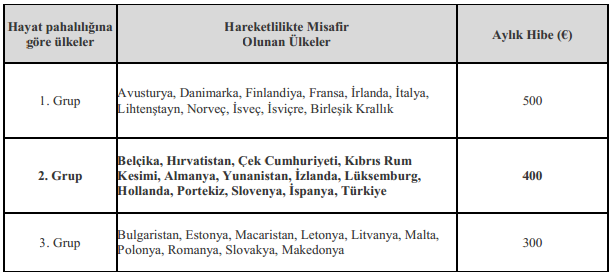 Hayat pahalılığına
göre ülkeler
Hareketlilikte Misafir
Olunan Ülkeler
Aylık Hibe (€)
1. Grup
Avusturya, Danimarka, Finlandiya, Fransa, İrlanda, İtalya,
Lihtenştayn, Norveç, İsveç, İsviçre, Birleşik Krallık
500
2. Grup
Belçika, Hırvatistan, Çek Cumhuriyeti, Kıbrıs Rum
Kesimi, Almanya, Yunanistan, İzlanda, Lüksemburg,
Hollanda, Portekiz, Slovenya, İspanya, Türkiye
400
3. Grup
Bulgaristan, Estonya, Macaristan, Letonya, Litvanya, Malta,
Polonya, Romanya, Slovakya, Makedonya
300